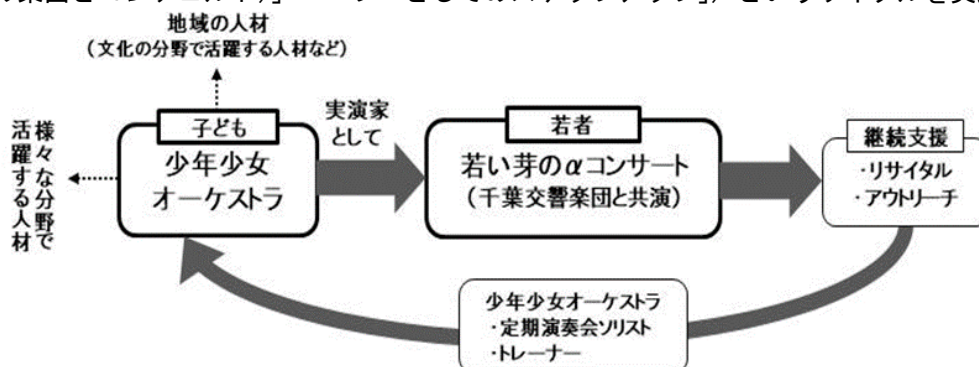 地域の人材
（文化の分野で活躍する人材など）
様々な分野で
活躍する人材
子ども
少年少女
オーケストラ
実演家
として
若者
若い芽のαコンサート
（千葉交響楽団と共演）
継続支援
・リサイタル
・アウトリーチ
少年少女オーケストラ
・定期演奏会ソリスト
・トレーナー